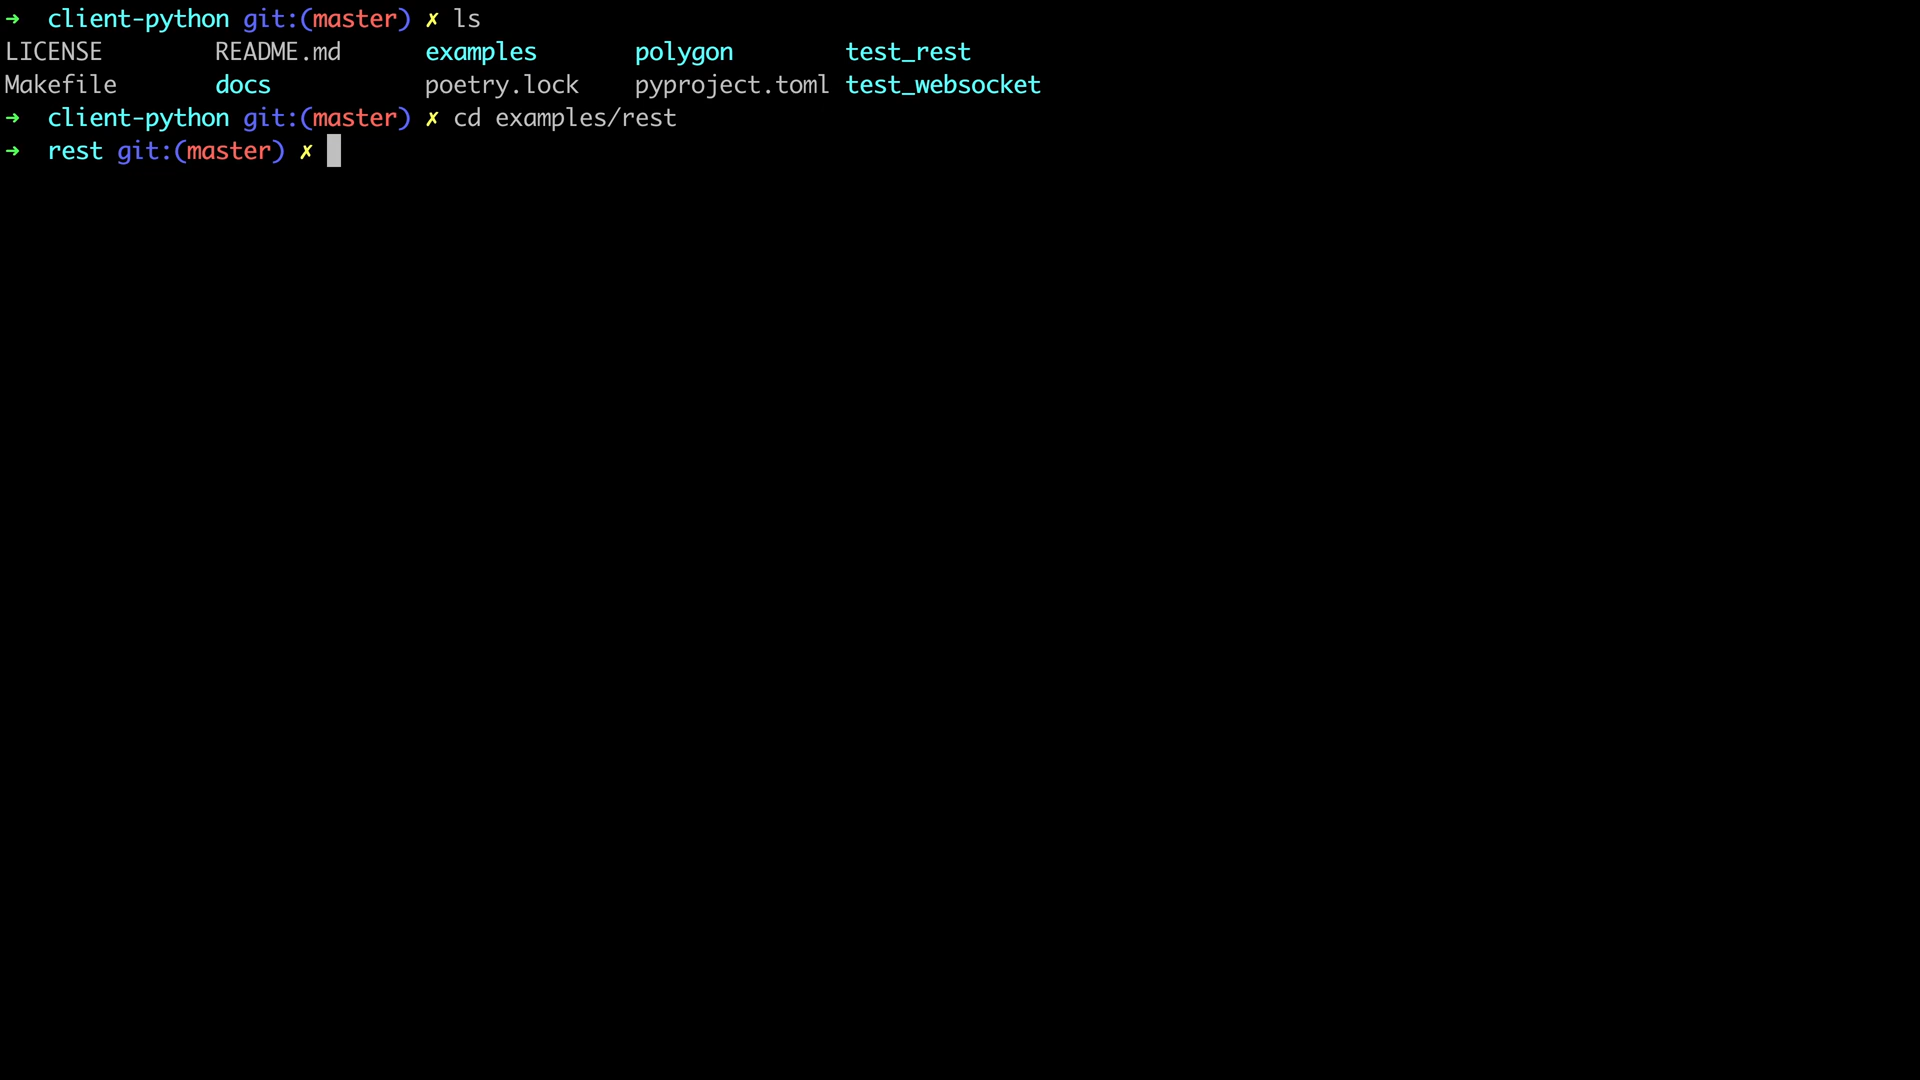 ➜  client-python git:(master) ✗ ls
LICENSE        README.md      examples       polygon        test_rest
Makefile       docs           poetry.lock    pyproject.toml test_websocket
➜  client-python git:(master) ✗ cd examples/rest
➜  rest git:(master) ✗